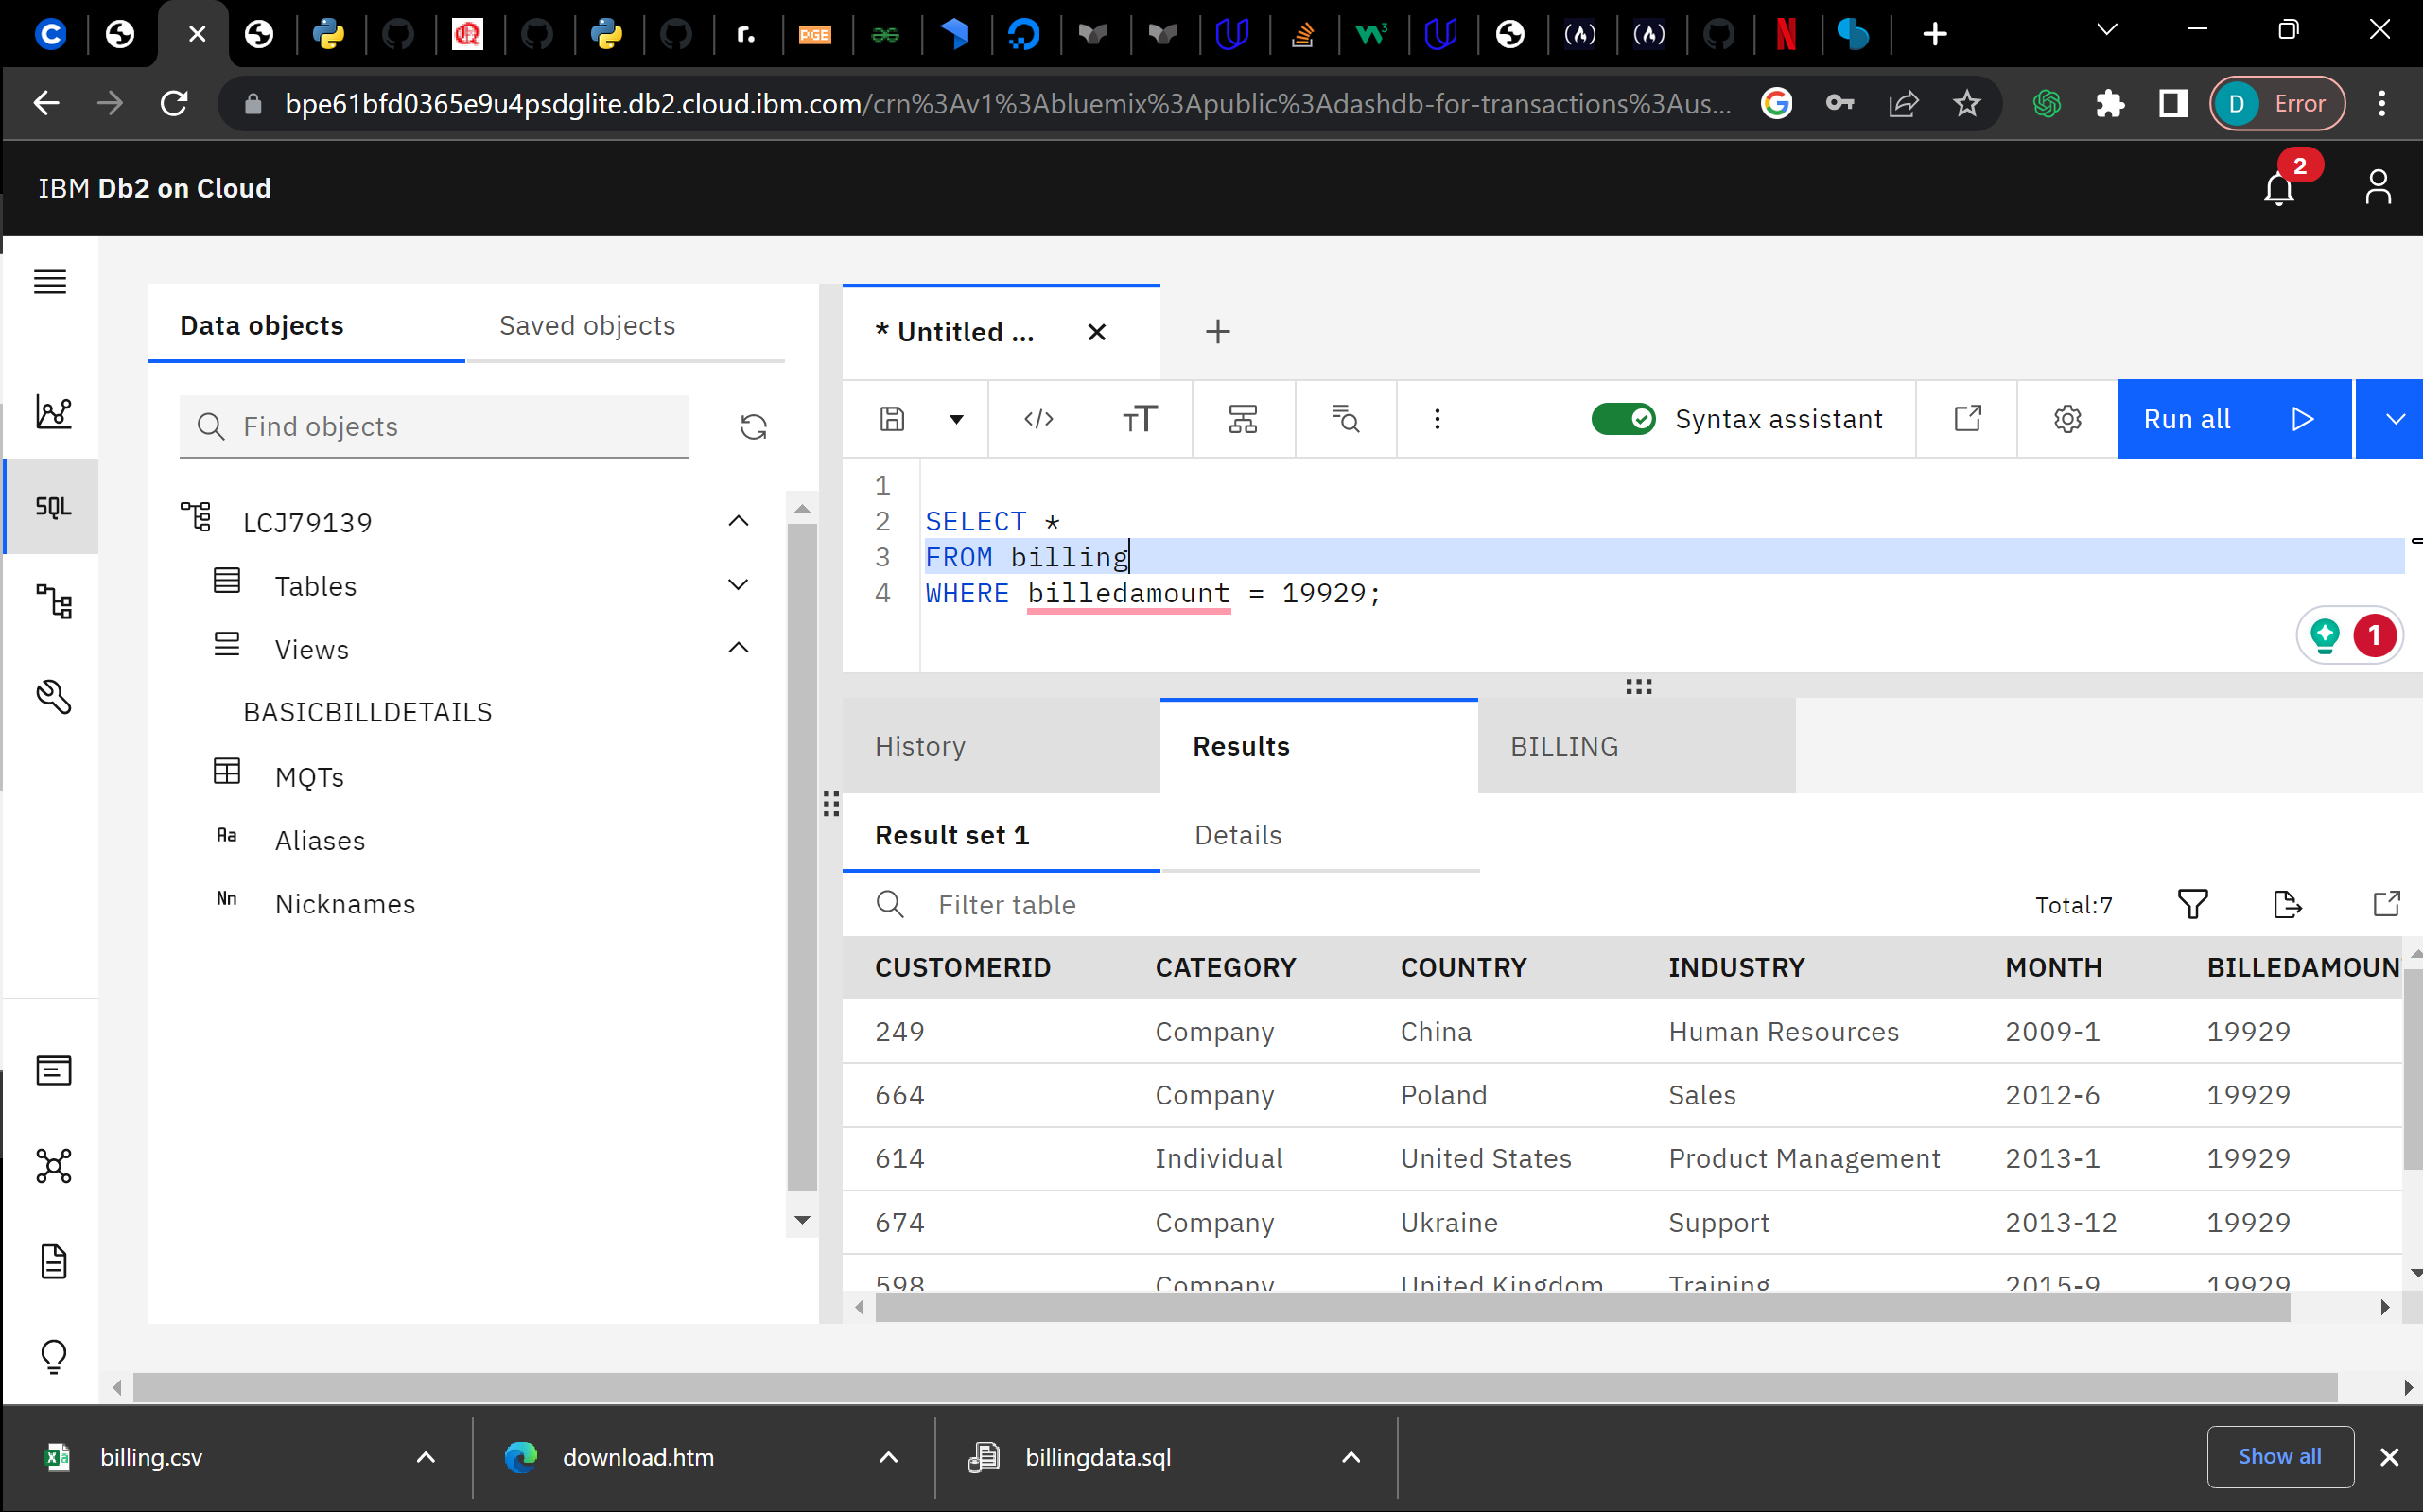 bpe61bfd0365e9u4psdglite.db2.cloud.ibm.com/crn%3Av1%3Abluemix%3Apublic%3Adashdb-for-transactions%3Aus...
D Error
IBM Db2 on Cloud
2
Data objects
Saved objects
Find objects
SQL
LCJ79139
Tables
Views
BASICBILLDETAILS
MQTs
Aa Aliases
Nn Nicknames
* Untitled ...
Syntax assistant
Run all
1
2 SELECT *
3 FROM billing
4 WHERE billedamount = 19929;
1
History
Results
BILLING
Result set 1
Details
Filter table
Total:7
CUSTOMERID CATEGORY COUNTRY INDUSTRY MONTH BILLEDAMOUN
249 Company China Human Resources 2009-1 19929
664 Company Poland Sales 2012-6 19929
614 Individual United States Product Management 2013-1 19929
674 Company Ukraine Support 2013-12 19929
598 Company United Kingdom Training 2015-9 19929
billing.csv
download.htm
billingdata.sql
Show all